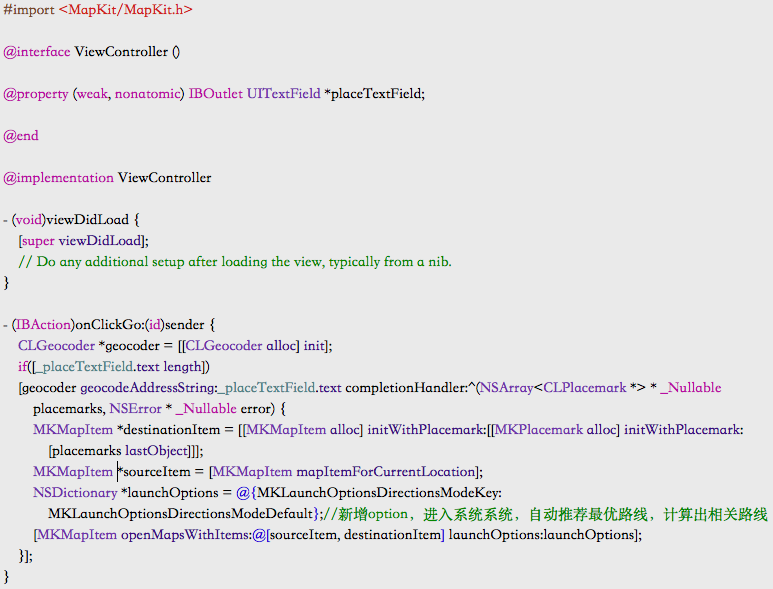 #import <MapKit/MapKit.h>
@interface ViewController ()
@property (weak, nonatomic) IBOutlet UITextField *placeTextField;
@end
@implementation ViewController
- (void)viewDidLoad {
[super viewDidLoad];
// Do any additional setup after loading the view, typically from a nib.
}
- (IBAction)onClickGo:(id)sender {
CLGeocoder *geocoder = [[CLGeocoder alloc] init];
if([_placeTextField.text length])
[geocoder geocodeAddressString:_placeTextField.text completionHandler:^(NSArray<CLPlacemark *> * _Nullable
placemarks, NSError * _Nullable error) {
MKMapItem *destinationItem = [[MKMapItem alloc] initWithPlacemark:[[MKPlacemark alloc] initWithPlacemark:
[placemarks lastObject]]];
MKMapItem *sourceItem = [MKMapItem mapItemForCurrentLocation];
NSDictionary *launchOptions = @{MKLaunchOptionsDirectionsModeKey:
MKLaunchOptionsDirectionsModeDefault};//新增option，进入系统系统，自动推荐最优路线，计算出相关路线
[MKMapItem openMapsWithItems:@[sourceItem, destinationItem] launchOptions:launchOptions];
}];
}